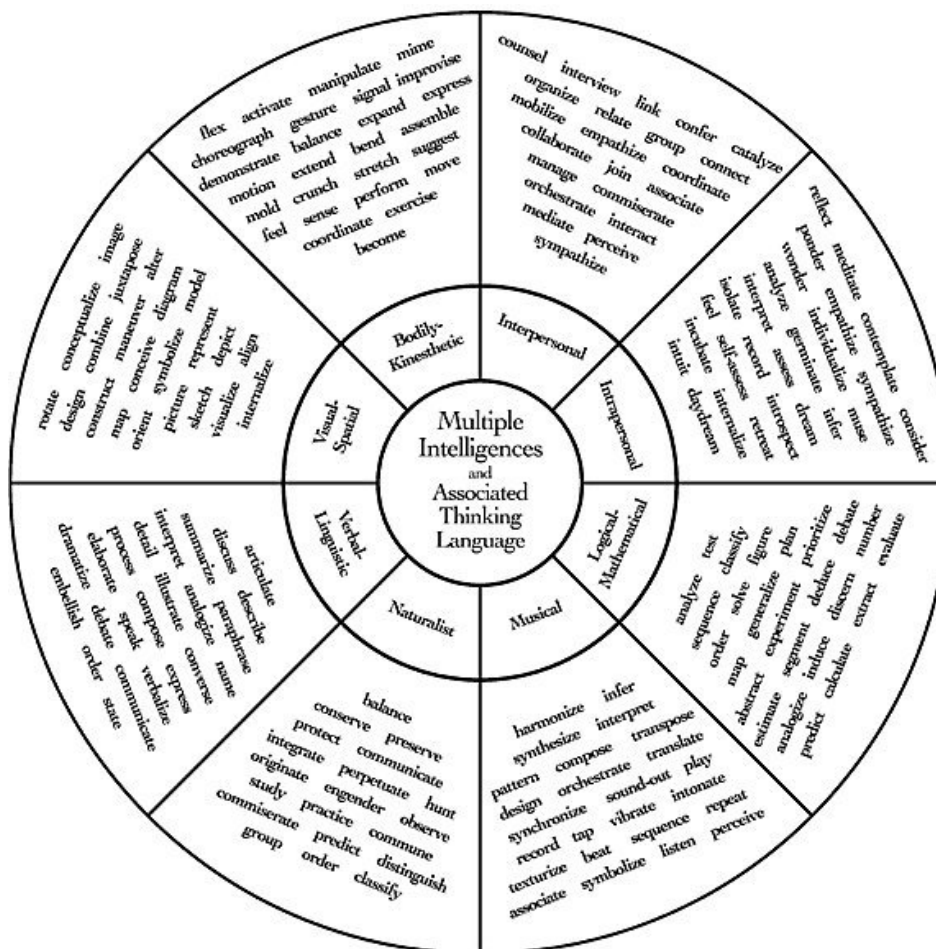 Multiple
Intelligences
and
Associated
Thinking
Language
Interpersonal
counsel interview link confer catalyze
organize relate group connect
mobilize empathize coordinate
collaborate join associate
manage commiserate
orchestrate interact
mediate perceive
sympathize
Intrapersonal
reflect meditate contemplate consider
ponder empathize sympathize
wonder individualize muse
analyze germinate infer
interpret assess dream
isolate record introspect
feel self-assess retreat
incubate internalize
intuit daydream
Logical-
Mathematical
analyze test
sequence classify
order solve figure
map generalize plan
abstract experiment prioritize
estimate segment deduce debate
analogize induce discern number
predict calculate extract evaluate
Musical
harmonize infer
synthesize interpret
pattern compose transpose
design orchestrate translate
synchronize sound-out play
record tap vibrate intonate
texturize beat sequence repeat
associate symbolize listen perceive
Naturalist
balance
conserve preserve
protect communicate
integrate perpetuate hunt
originate engender observe
study practice commune
commiserate predict distinguish
group order classify
Verbal-
Linguistic
articulate
discuss describe
summarize paraphrase
interpret analogize name
detail illustrate converse
process compose express
elaborate speak verbalize
dramatize debate communicate
embellish order state
Visual-
Spatial
rotate conceptualize image
design combine juxtapose
construct maneuver alter
map conceive diagram
orient symbolize model
picture represent
sketch depict
visualize align
internalize
Bodily-
Kinesthetic
flex activate manipulate mime
choreograph gesture signal improvise
demonstrate balance expand express
motion extend bend assemble
mold crunch stretch suggest
feel sense perform move
coordinate exercise
become